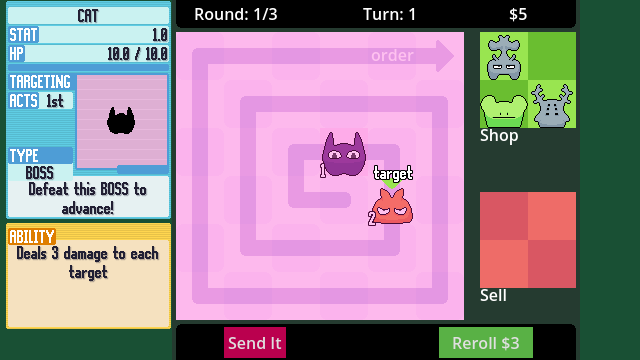 CAT
STAT 1.0
HP 10.0 / 10.0
TARGETING
ACTS 1st
TYPE
BOSS
Defeat this BOSS to
advance!
ABILITY
Deals 3 damage to each
target
Round: 1/3 Turn: 1 $5
order
1
target
2
Shop
Sell
Send It
Reroll $3